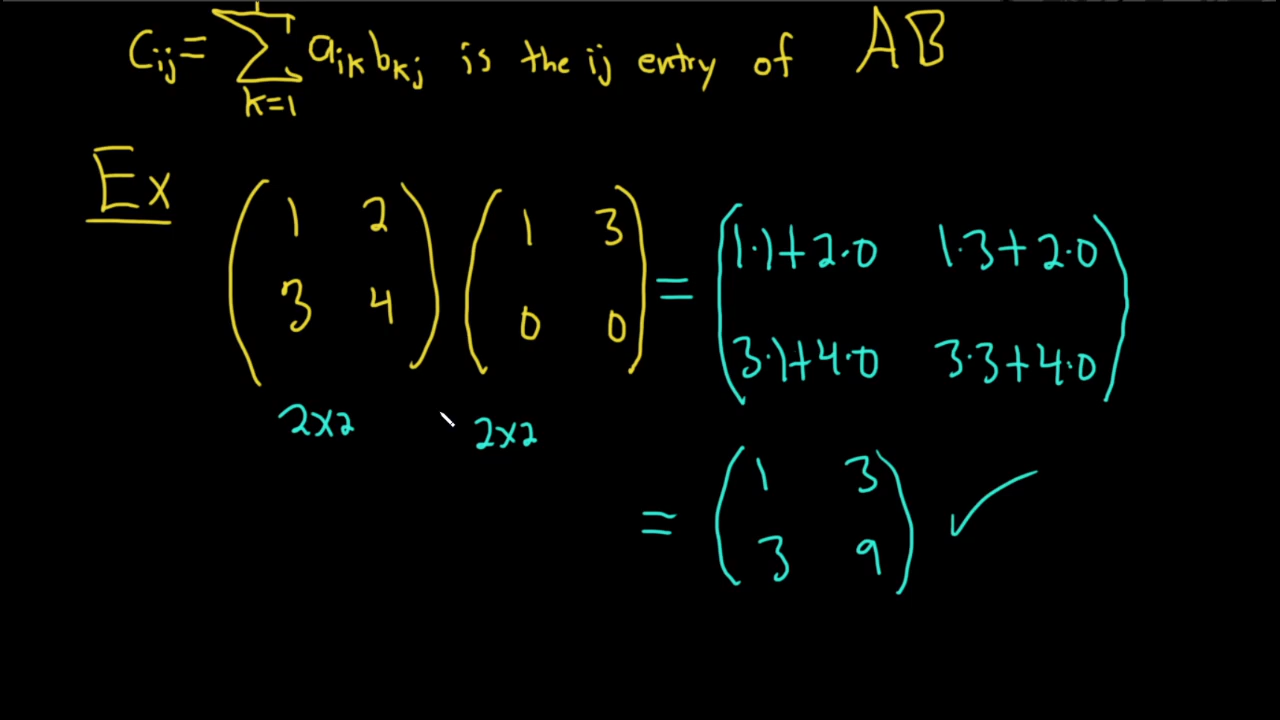 Cij = ∑ k=1 aik bkj is the ij entry of AB
Ex (1 2 3 4) (1 3 0 0) = (1·1+2·0 1·3+2·0 3·1+4·0 3·3+4·0)
2x2 2x2
= (1 3 3 9) ✓